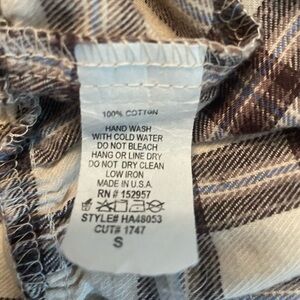 100% COTTON
HAND WASH
WITH COLD WATER
DO NOT BLEACH
HANG OR LINE DRY
DO NOT DRY CLEAN
LOW IRON
MADE IN U.S.A.
RN # 152957
STYLE# HA48053
CUT# 1747
S